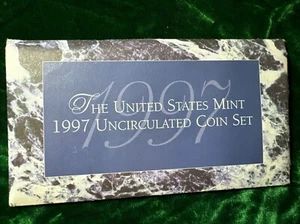 The United States Mint
1997 Uncirculated Coin Set
1997